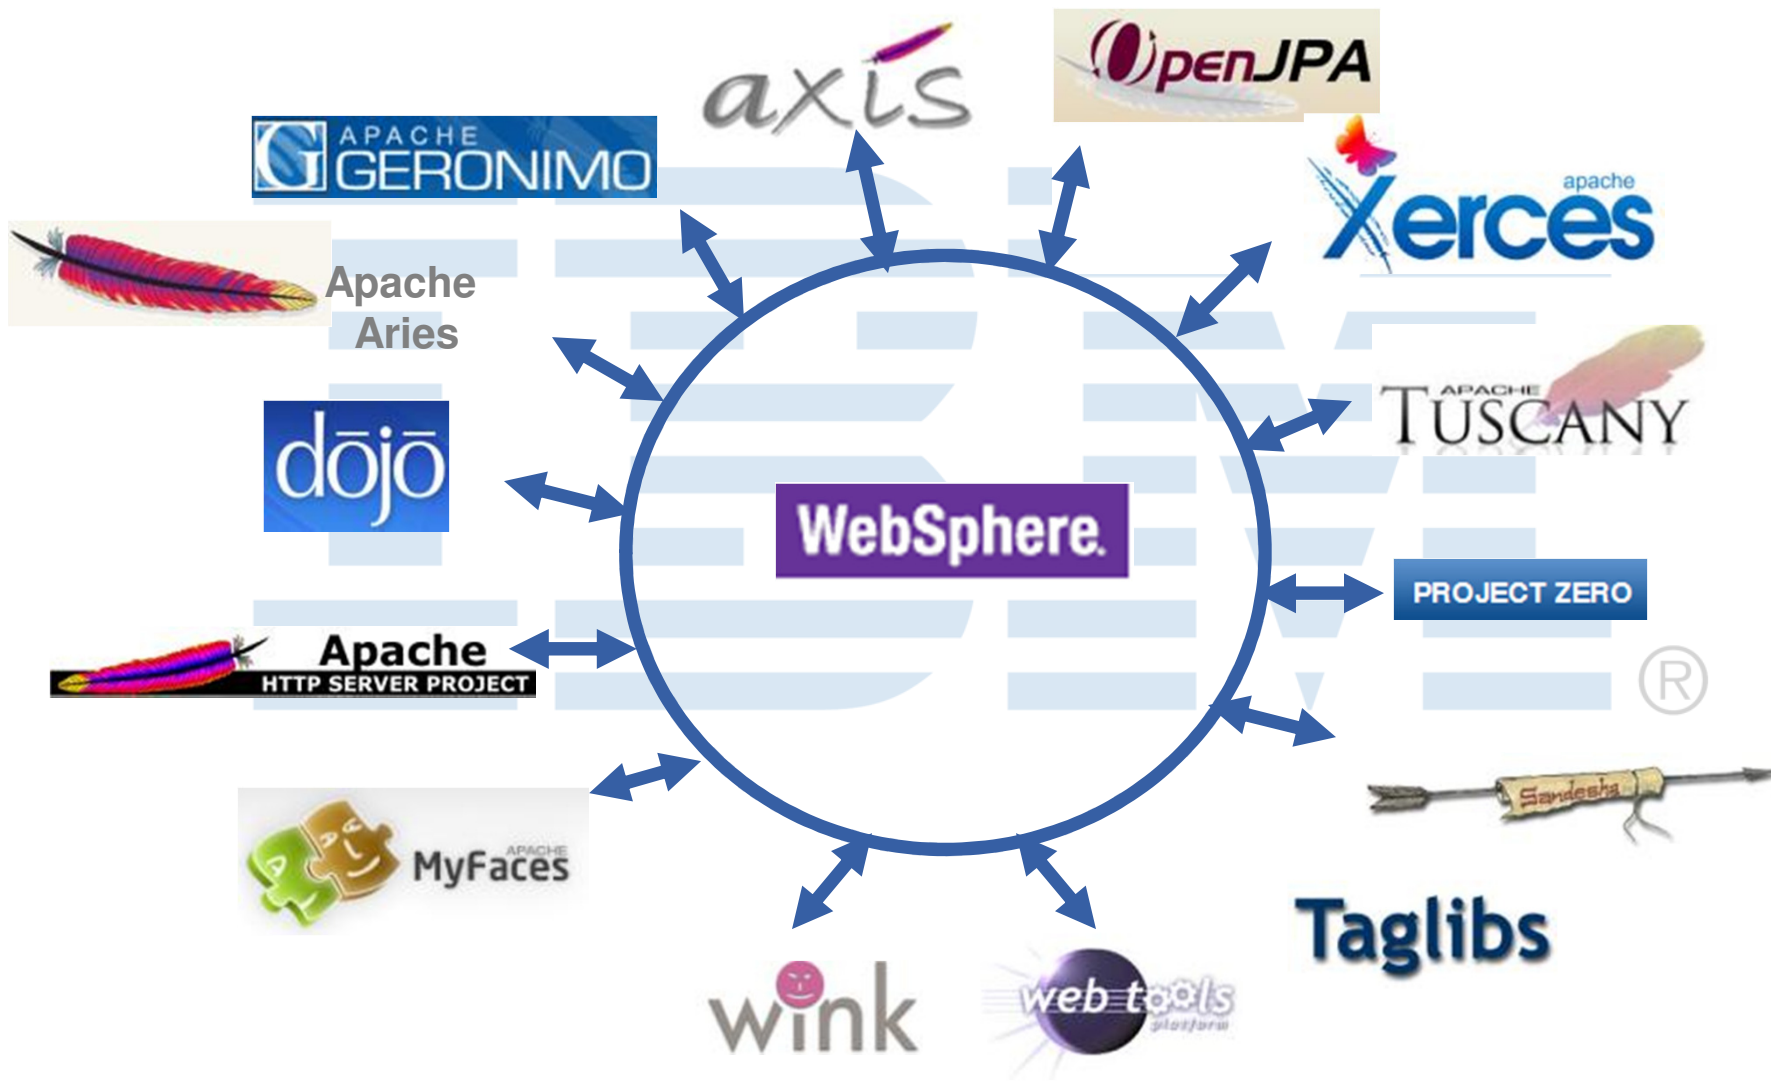 axis
OpenJPA
APACHE
GERONIMO
apache
Xerces
Apache
Aries
APACHE
TUSCANY
dōjō
WebSphere.
PROJECT ZERO
Apache
HTTP SERVER PROJECT
IBM
®
Sandesha
APACHE
MyFaces
Taglibs
wink
web tools
platform